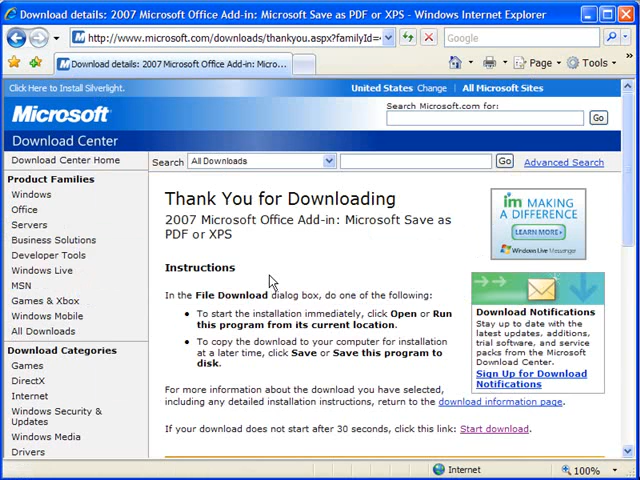 Download details: 2007 Microsoft Office Add-in: Microsoft Save as PDF or XPS - Windows Internet Explorer
http://www.microsoft.com/downloads/thankyou.aspx?familyId=
Google
Download details: 2007 Microsoft Office Add-in: Micro...
Page
Tools
Click Here to Install Silverlight.
United States Change | All Microsoft Sites
Microsoft
Search Microsoft.com for:
Go
Download Center
Download Center Home
Search
All Downloads
Go
Advanced Search
Product Families
Windows
Office
Servers
Business Solutions
Developer Tools
Windows Live
MSN
Games & Xbox
Windows Mobile
All Downloads
Download Categories
Games
DirectX
Internet
Windows Security &
Updates
Windows Media
Drivers
Thank You for Downloading
2007 Microsoft Office Add-in: Microsoft Save as
PDF or XPS
Instructions
In the File Download dialog box, do one of the following:
• To start the installation immediately, click Open or Run
this program from its current location.
• To copy the download to your computer for installation
at a later time, click Save or Save this program to
disk.
For more information about the download you have selected,
including any detailed installation instructions, return to the download information page.
If your download does not start after 30 seconds, click this link: Start download.
im MAKING
A DIFFERENCE
LEARN MORE
Windows Live Messenger
Download Notifications
Stay up to date with the
latest updates, additions,
trial software, and service
packs from the Microsoft
Download Center.
Sign Up for Download
Notifications
Internet
100%